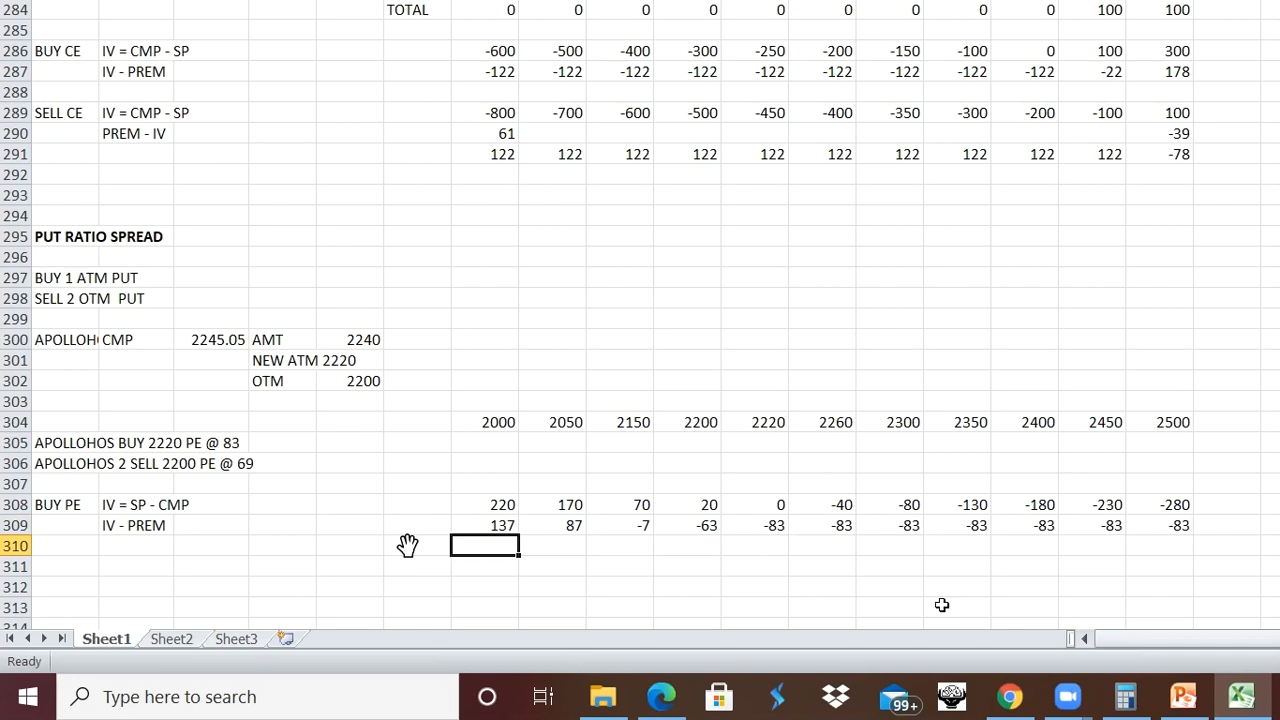 284 TOTAL 0 0 0 0 0 0 0 0 0 100 100
285
286 BUY CE IV = CMP - SP -600 -500 -400 -300 -250 -200 -150 -100 0 100 300
287 IV - PREM -122 -122 -122 -122 -122 -122 -122 -122 -122 -22 178
288
289 SELL CE IV = CMP - SP -800 -700 -600 -500 -450 -400 -350 -300 -200 -100 100
290 PREM - IV 61 -39
291 122 122 122 122 122 122 122 122 122 122 -78
292
293
294
295 PUT RATIO SPREAD
296
297 BUY 1 ATM PUT
298 SELL 2 OTM PUT
299
300 APOLLOH CMP 2245.05 AMT 2240
301 NEW ATM 2220
302 OTM 2200
303
304 2000 2050 2150 2200 2220 2260 2300 2350 2400 2450 2500
305 APOLLOHOS BUY 2220 PE @ 83
306 APOLLOHOS 2 SELL 2200 PE @ 69
307
308 BUY PE IV = SP - CMP 220 170 70 20 0 -40 -80 -130 -180 -230 -280
309 IV - PREM 137 87 -7 -63 -83 -83 -83 -83 -83 -83 -83
310
311
312
313
314
Sheet1 Sheet2 Sheet3
Ready
Type here to search 99+